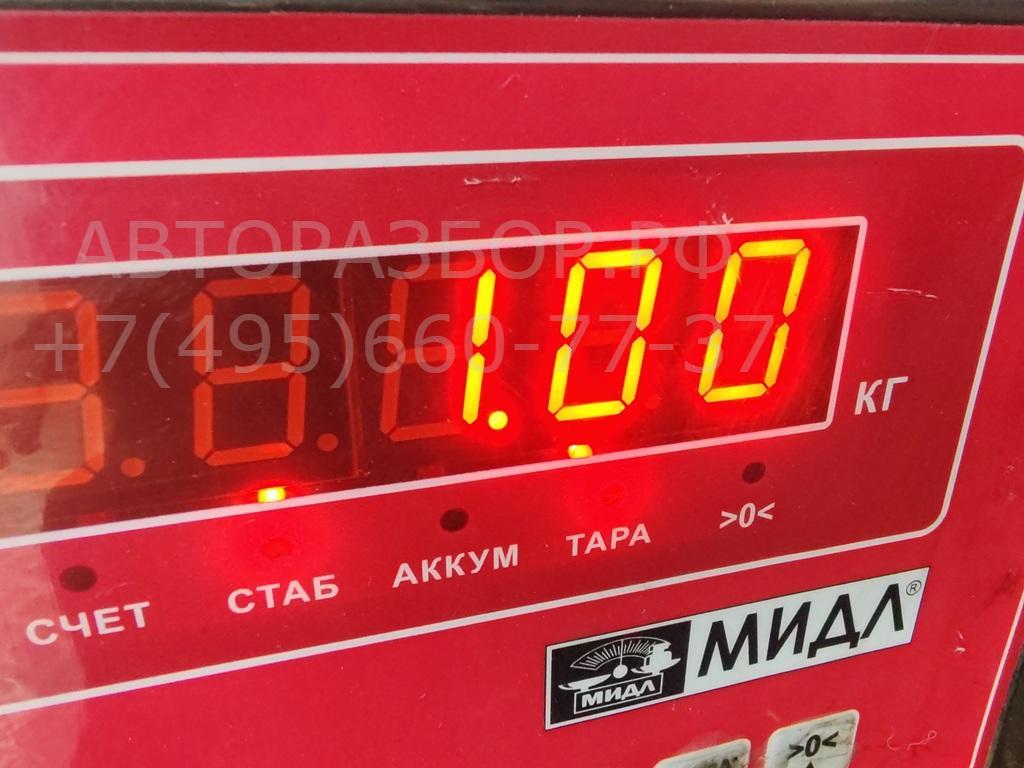 АВТОРАЗБОР.РФ
+7(495)660-77-37
1.00
КГ
СЧЕТ СТАБ АККУМ ТАРА >0<
МИДЛ МИДЛ®
>0<